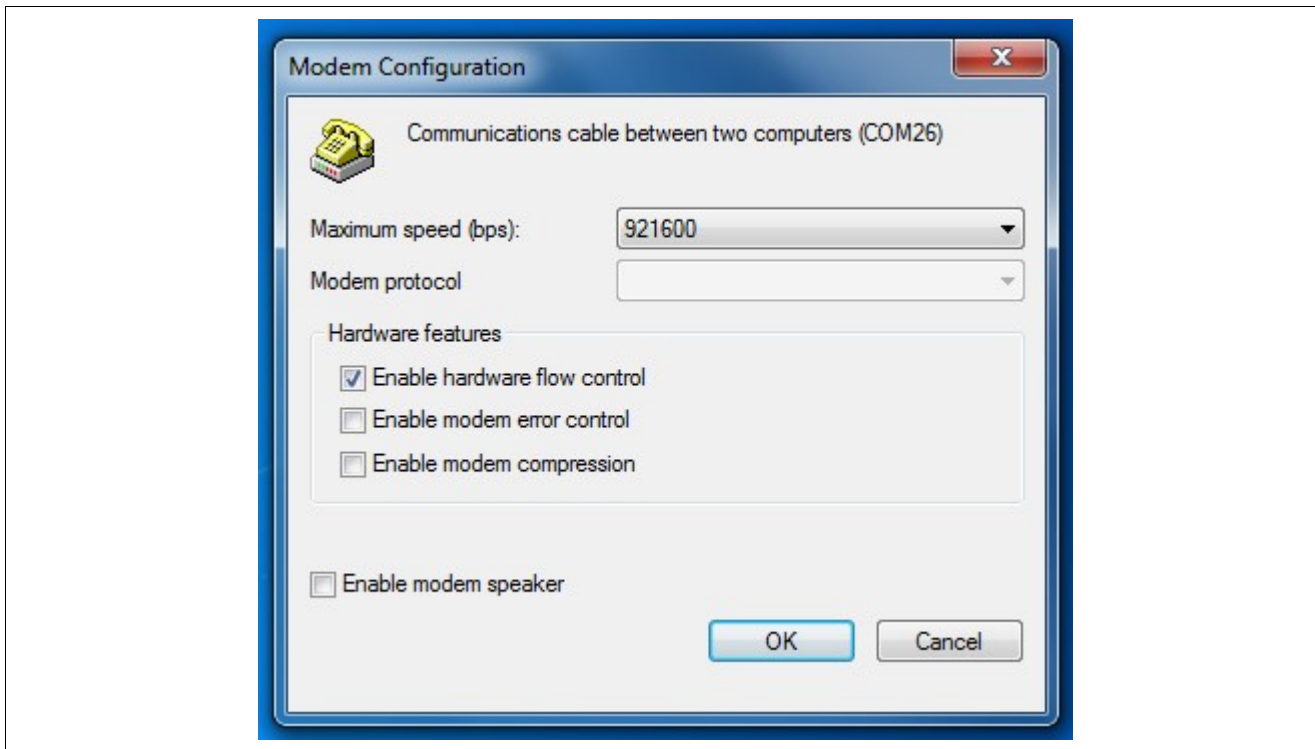 Modem Configuration
Communications cable between two computers (COM26)
Maximum speed (bps): 921600
Modem protocol
Hardware features
Enable hardware flow control
Enable modem error control
Enable modem compression
Enable modem speaker
OK Cancel